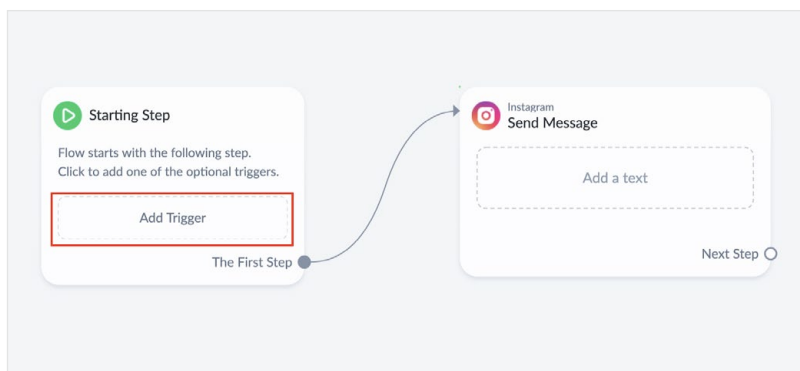 Starting Step
Flow starts with the following step.
Click to add one of the optional triggers.
Add Trigger
The First Step
Instagram
Send Message
Add a text
Next Step